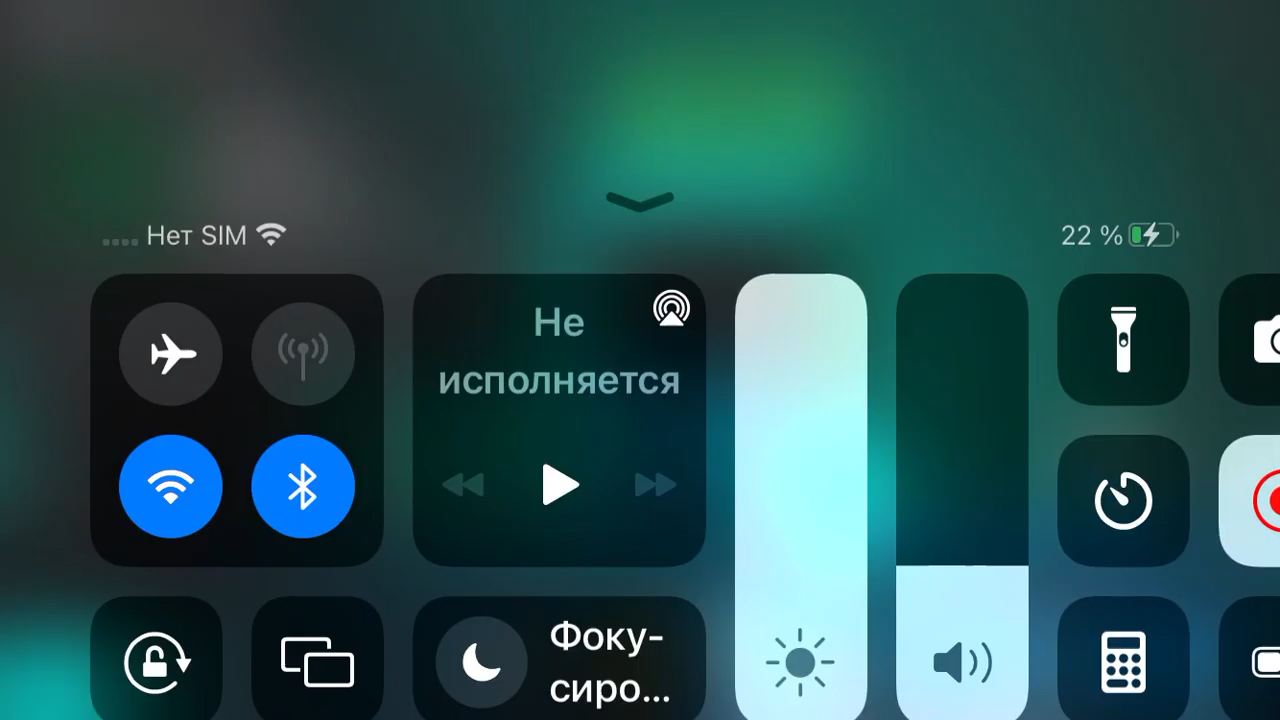 Нет SIM
22 %
Не
исполняется
Фоку-
сиро...